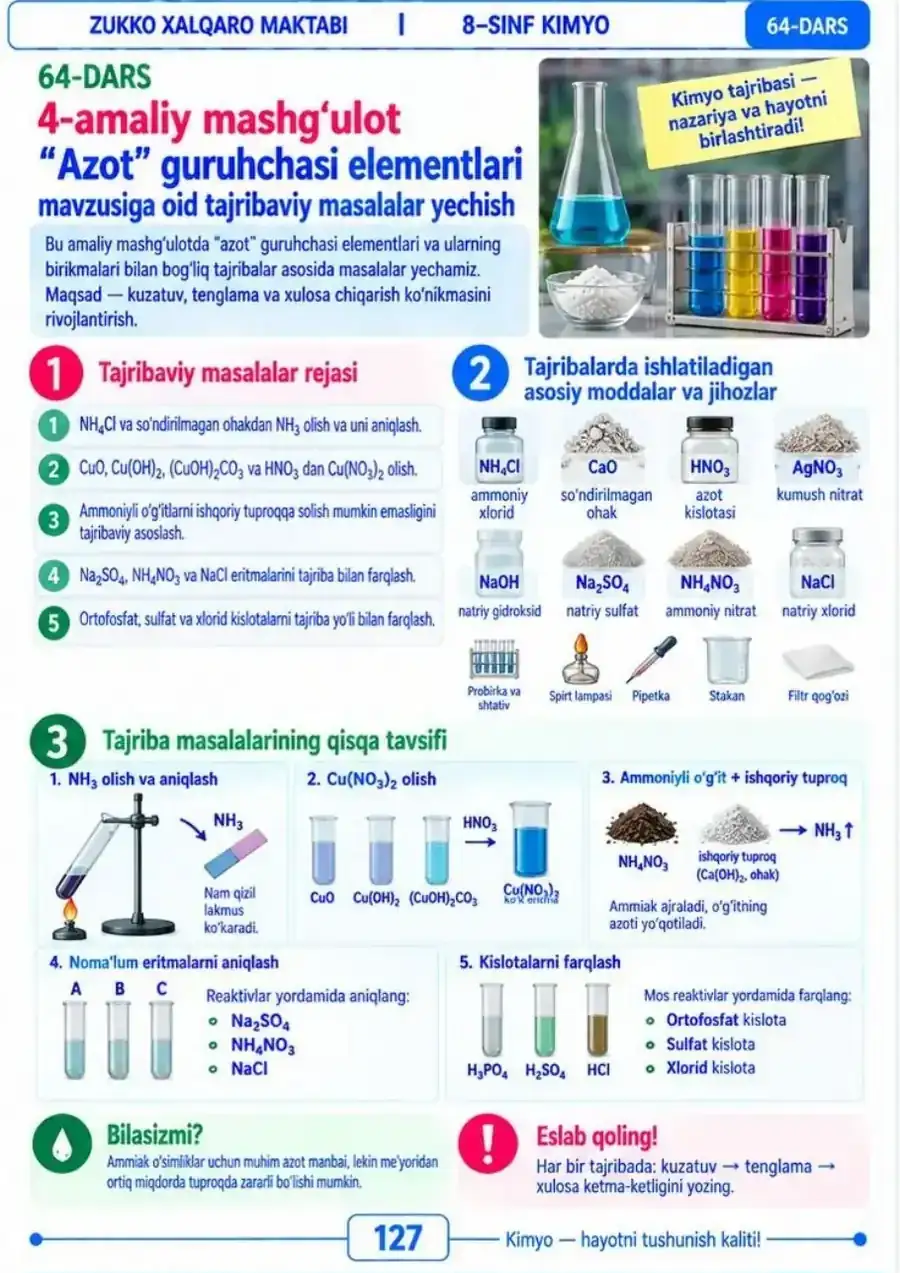 ZUKKO XALQARO MAKTABI | 8–SINF KIMYO
64-DARS
64-DARS
4-amaliy mashg‘ulot
“Azot” guruhchasi elementlari
mavzusiga oid tajribaviy masalalar yechish
Bu amaliy mashg‘ulotda “azot” guruhchasi elementlari va ularning
birikmalari bilan bog‘liq tajribalar asosida masalalar yechamiz.
Maqsad — kuzatuv, tenglama va xulosa chiqarish ko‘nikmasini
rivojlantirish.
Kimyo tajribasi —
nazariya va hayotni
birlashtiradi!
1 Tajribaviy masalalar rejasi
1 NH₄Cl va so‘ndirilmagan ohakdan NH₃ olish va uni aniqlash.
2 CuO, Cu(OH)₂, (CuOH)₂CO₃ va HNO₃ dan Cu(NO₃)₂ olish.
3 Ammoniyli o‘g‘itlarni ishqoriy tuproqqa solish mumkin emasligini
tajribaviy asoslash.
4 Na₂SO₄, NH₄NO₃ va NaCl eritmalarini tajriba bilan farqlash.
5 Ortofosfat, sulfat va xlorid kislotalarni tajriba yo‘li bilan farqlash.
2 Tajribalarda ishlatiladigan
asosiy moddalar va jihozlar
NH₄Cl CaO HNO₃ AgNO₃
ammoniy xlorid
so‘ndirilmagan ohak
azot kislotasi
kumush nitrat
NaOH Na₂SO₄ NH₄NO₃ NaCl
natriy gidroksid natriy sulfat ammoniy nitrat natriy xlorid
Probirka va shtativ
Spirt lampasi Pipetka Stakan Filtr qog‘ozi
3 Tajriba masalalarining qisqa tavsifi
1. NH₃ olish va aniqlash
NH₃
Nam qizil
lakmus
ko‘karadi.
2. Cu(NO₃)₂ olish
HNO₃
CuO Cu(OH)₂ (CuOH)₂CO₃ Cu(NO₃)₂
ko‘k eritma
3. Ammoniyli o‘g‘it + ishqoriy tuproq
NH₄NO₃
ishqoriy tuproq
(Ca(OH)₂, ohak)
→ NH₃↑
Ammiak ajraladi, o‘g‘itning
azoti yo‘qotiladi.
4. Noma‘lum eritmalarni aniqlash
A B C
Reaktivlar yordamida aniqlang:
Na₂SO₄
NH₄NO₃
NaCl
5. Kislotalarni farqlash
H₃PO₄ H₂SO₄ HCl
Mos reaktivlar yordamida farqlang:
Ortofosfat kislota
Sulfat kislota
Xlorid kislota
Bilasizmi?
Ammiak o‘simliklar uchun muhim azot manbai, lekin me‘yoridan
ortiq miqdorda tuproqda zararli bo‘lishi mumkin.
! Eslab qoling!
Har bir tajribada: kuzatuv → tenglama →
xulosa ketma-ketligini yozing.
127
Kimyo — hayotni tushunish kaliti!